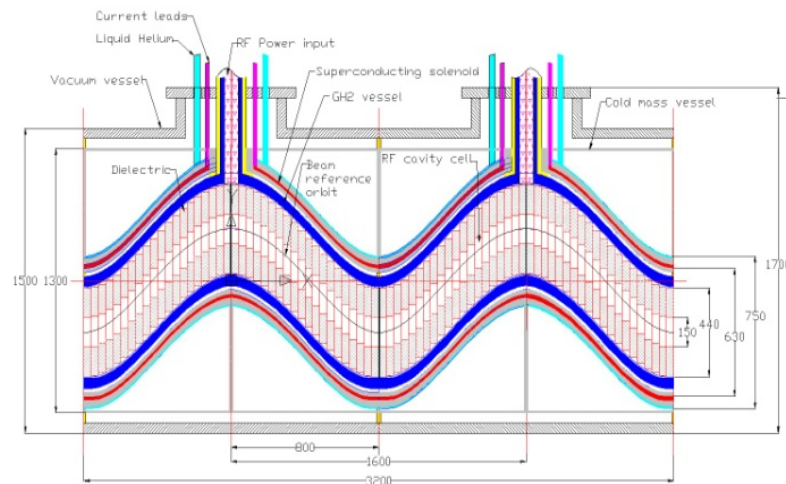 Current leads
Liquid Helium
RF Power input
Superconducting solenoid
Vacuum vessel
GH2 vessel
Cold mass vessel
Dielectric
Beam
reference
orbit
RF cavity cell
Y
X
1500
1300
150
440
630
750
1700
800
1600
3200